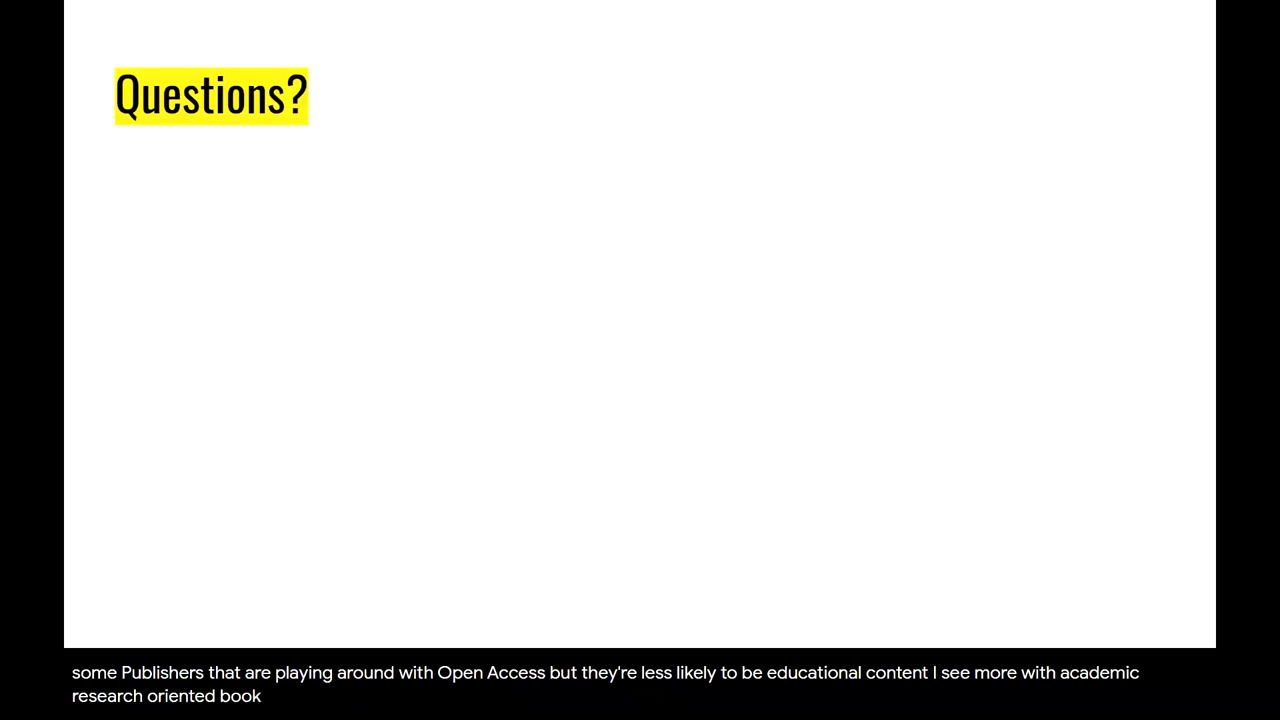 Questions?
some Publishers that are playing around with Open Access but they're less likely to be educational content I see more with academic
research oriented book